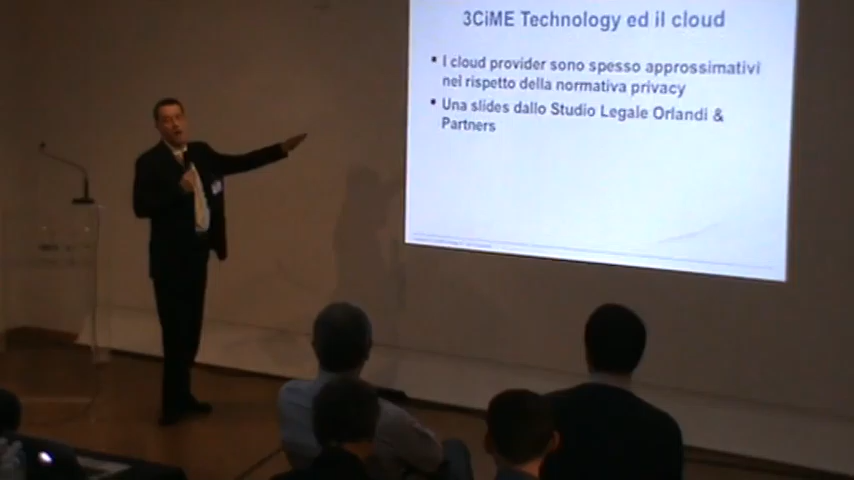 3CiME Technology ed il cloud
▪ I cloud provider sono spesso approssimativi
nel rispetto della normativa privacy
▪ Una slides dallo Studio Legale Orlandi &
Partners